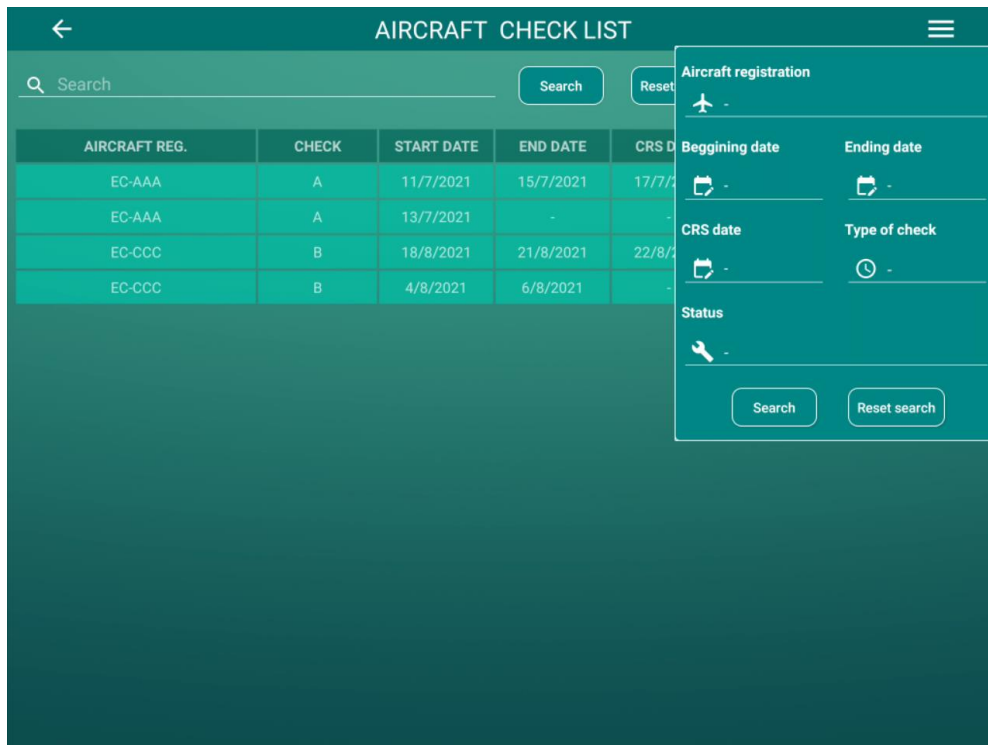 AIRCRAFT CHECK LIST
Search
Search
Reset
AIRCRAFT REG. CHECK START DATE END DATE CRS D
EC-AAA A 11/7/2021 15/7/2021 17/7/
EC-AAA A 13/7/2021 - -
EC-CCC B 18/8/2021 21/8/2021 22/8/
EC-CCC B 4/8/2021 6/8/2021 -
Aircraft registration
-
Beggining date Ending date
- -
CRS date Type of check
- -
Status
-
Search Reset search